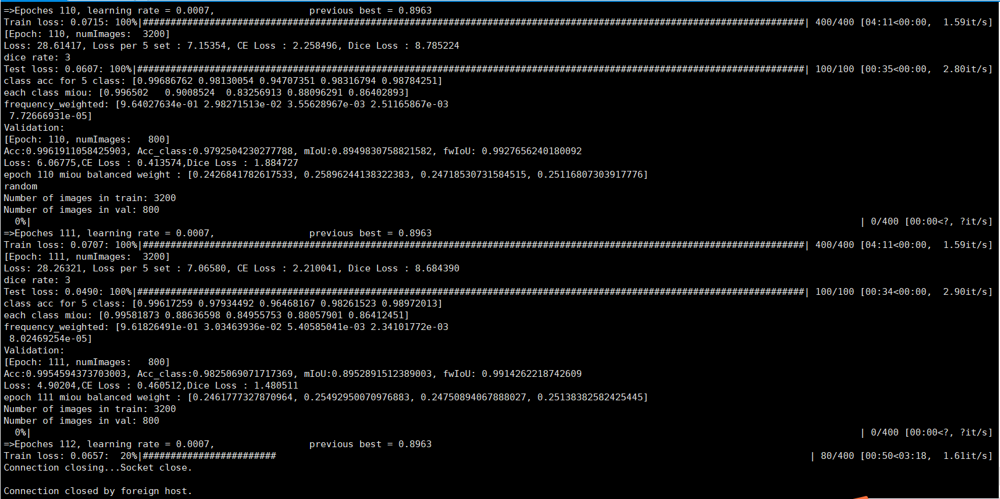 =>Epoches 110, learning rate = 0.0007,                 previous best = 0.8963
Train loss: 0.0715: 100%|#######################################################################################################################| 400/400 [04:11<00:00,  1.59it/s]
[Epoch: 110, numImages:  3200]
Loss: 28.61417, Loss per 5 set : 7.15354, CE Loss : 2.258496, Dice Loss : 8.785224
dice rate: 3
Test loss: 0.0607: 100%|########################################################################################################################| 100/100 [00:35<00:00,  2.80it/s]
class acc for 5 class: [0.99686762 0.98130054 0.94707351 0.98316794 0.98784251]
each class miou: [0.996502   0.9008524  0.83256913 0.88096291 0.86402893]
frequency_weighted: [9.64027634e-01 2.98271513e-02 3.55628967e-03 2.51165867e-03
 7.72666931e-05]
Validation:
[Epoch: 110, numImages:   800]
Acc:0.9961911058425903, Acc_class:0.9792504230277788, mIoU:0.8949830758821582, fwIoU: 0.9927656240180092
Loss: 6.06775,CE Loss : 0.413574,Dice Loss : 1.884727
epoch 110 miou balanced weight : [0.2426841782617533, 0.25896244138322383, 0.24718530731584515, 0.25116807303917776]
random
Number of images in train: 3200
Number of images in val: 800
  0%|                                                                                                                                                     | 0/400 [00:00<?, ?it/s]
=>Epoches 111, learning rate = 0.0007,                 previous best = 0.8963
Train loss: 0.0707: 100%|#######################################################################################################################| 400/400 [04:11<00:00,  1.59it/s]
[Epoch: 111, numImages:  3200]
Loss: 28.26321, Loss per 5 set : 7.06580, CE Loss : 2.210041, Dice Loss : 8.684390
dice rate: 3
Test loss: 0.0490: 100%|########################################################################################################################| 100/100 [00:34<00:00,  2.90it/s]
class acc for 5 class: [0.99617259 0.97934492 0.96468167 0.98261523 0.98972013]
each class miou: [0.99581873 0.88636598 0.84955753 0.88057901 0.86412451]
frequency_weighted: [9.61826491e-01 3.03463936e-02 5.40585041e-03 2.34101772e-03
 8.02469254e-05]
Validation:
[Epoch: 111, numImages:   800]
Acc:0.9954594373703003, Acc_class:0.9825069071717369, mIoU:0.8952891512389003, fwIoU: 0.9914262218742609
Loss: 4.90204,CE Loss : 0.460512,Dice Loss : 1.480511
epoch 111 miou balanced weight : [0.2461777327870964, 0.25492950070976883, 0.24750894067888027, 0.25138382582425445]
Number of images in train: 3200
Number of images in val: 800
  0%|                                                                                                                                                     | 0/400 [00:00<?, ?it/s]
=>Epoches 112, learning rate = 0.0007,                 previous best = 0.8963
Train loss: 0.0657:  20%|########################                                                                                                | 80/400 [00:50<03:18,  1.61it/s]
Connection closing...Socket close.

Connection closed by foreign host.